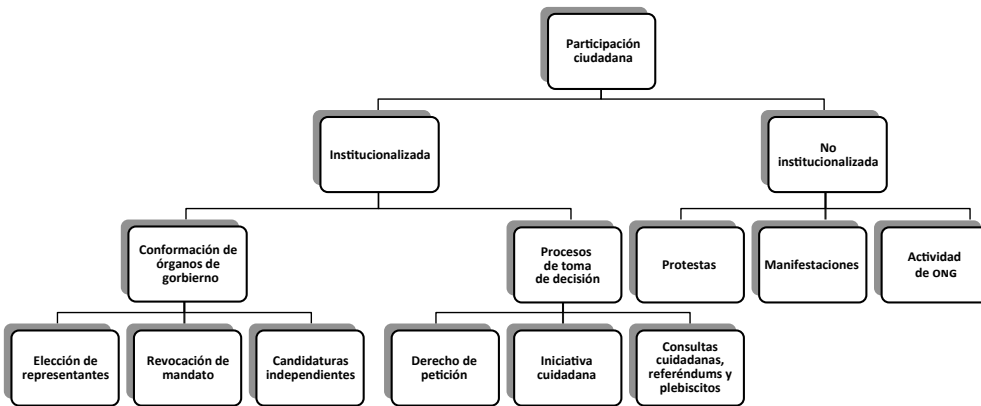 Participación
ciudadana
Institucionalizada
No
institucionalizada
Conformación de
órganos de
gorbierno
Procesos
de toma
de decisión
Protestas
Manifestaciones
Actividad
de ONG
Elección de
representantes
Revocación de
mandato
Candidaturas
independientes
Derecho de
petición
Iniciativa
cuidadana
Consultas
cuidadanas,
referéndums y
plebiscitos